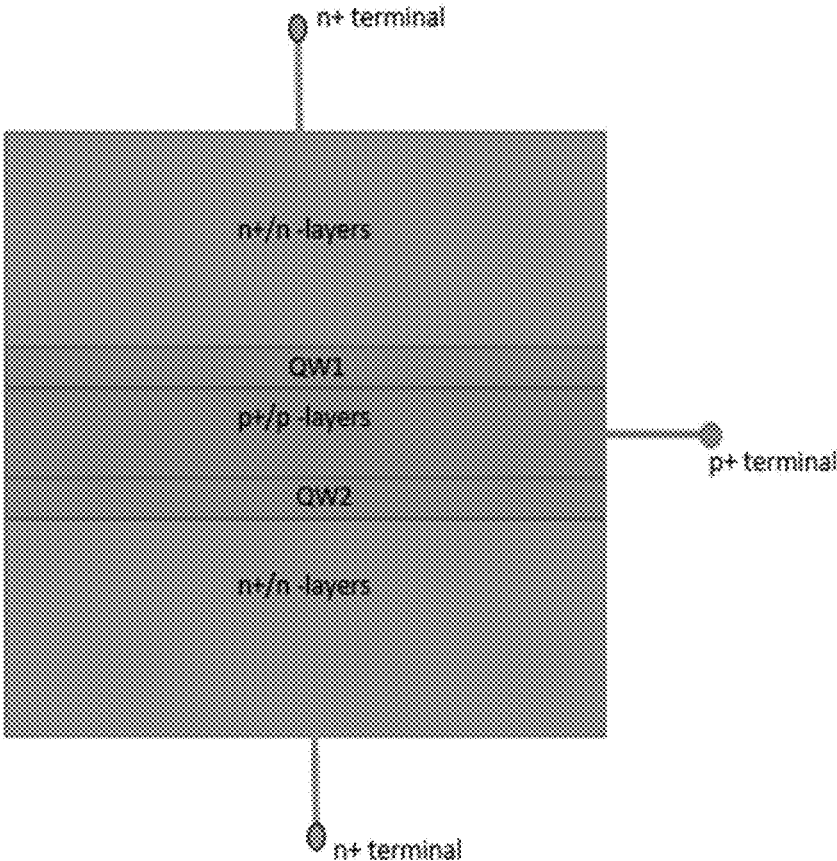 n+ terminal
n+/n -layers
QW1
p+/p -layers
p+ terminal
QW2
n+/n -layers
n+ terminal